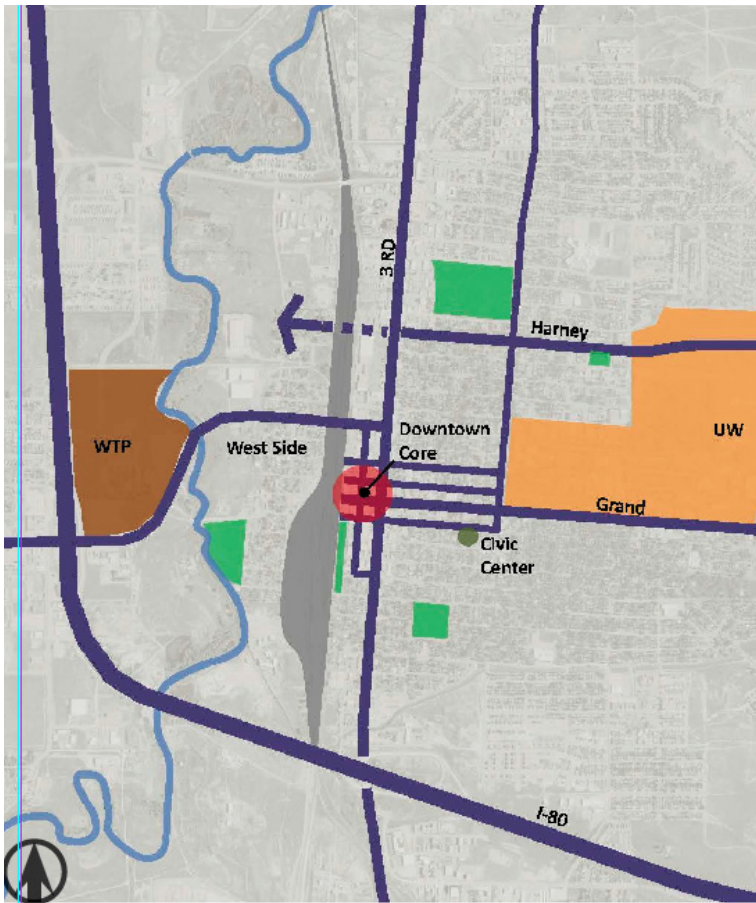 3 RD
Harney
Downtown
Core
WTP
West Side
UW
Grand
Civic
Center
I-80